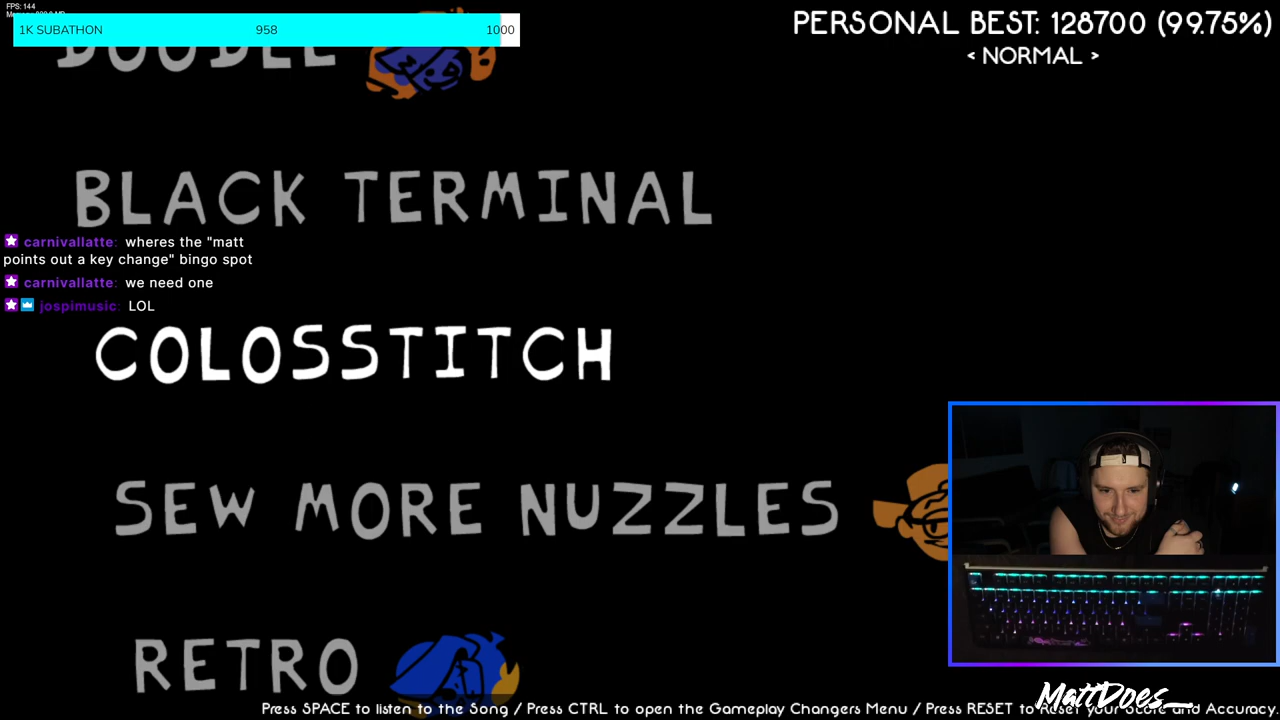 FPS: 144
1K SUBATHON 958 1000
PERSONAL BEST: 128700 (99.75%)
< NORMAL >
DOODLE
BLACK TERMINAL
carnivallatte: wheres the "matt
points out a key change" bingo spot
carnivallatte: we need one
jospimusic: LOL
COLOSSTITCH
SEW MORE NUZZLES
RETRO
MattDoes__
Press SPACE to listen to the Song / Press CTRL to open the Gameplay Changers Menu / Press RESET to Reset your Score and Accuracy.